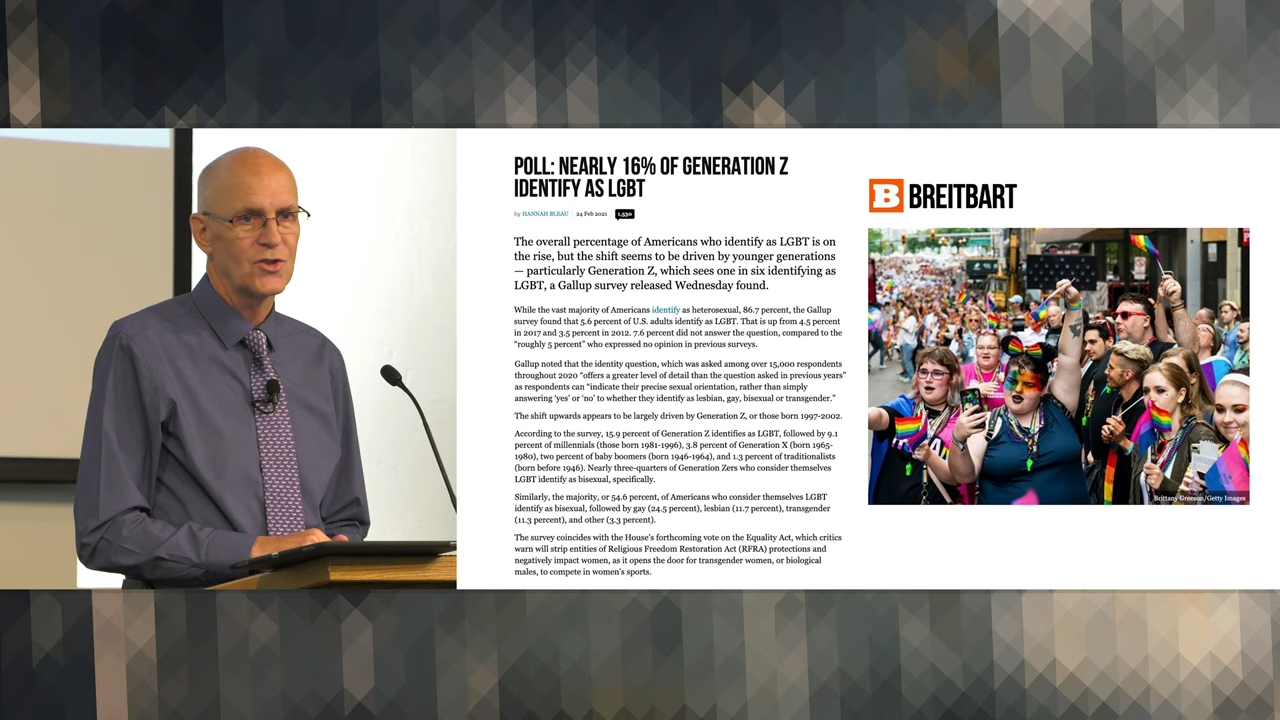 POLL: NEARLY 16% OF GENERATION Z
IDENTIFY AS LGBT
by HANNAH BLEAU | 24 Feb 2021 | 1,530
The overall percentage of Americans who identify as LGBT is on
the rise, but the shift seems to be driven by younger generations
— particularly Generation Z, which sees one in six identifying as
LGBT, a Gallup survey released Wednesday found.
While the vast majority of Americans identify as heterosexual, 86.7 percent, the Gallup
survey found that 5.6 percent of U.S. adults identify as LGBT. That is up from 4.5 percent
in 2017 and 3.5 percent in 2012. 7.6 percent did not answer the question, compared to the
“roughly 5 percent” who expressed no opinion in previous surveys.
Gallup noted that the identity question, which was asked among over 15,000 respondents
throughout 2020 “offers a greater level of detail than the question asked in previous years”
as respondents can “indicate their precise sexual orientation, rather than simply
answering ‘yes’ or ‘no’ to whether they identify as lesbian, gay, bisexual or transgender.”
The shift upwards appears to be largely driven by Generation Z, or those born 1997-2002.
According to the survey, 15.9 percent of Generation Z identifies as LGBT, followed by 9.1
percent of millennials (those born 1981-1996), 3.8 percent of Generation X (born 1965-
1980), two percent of baby boomers (born 1946-1964), and 1.3 percent of traditionalists
(born before 1946). Nearly three-quarters of Generation Zers who consider themselves
LGBT identify as bisexual, specifically.
Similarly, the majority, or 54.6 percent, of Americans who consider themselves LGBT
identify as bisexual, followed by gay (24.5 percent), lesbian (11.7 percent), transgender
(11.3 percent), and other (3.3 percent).
The survey coincides with the House’s forthcoming vote on the Equality Act, which critics
warn will strip entities of Religious Freedom Restoration Act (RFRA) protections and
negatively impact women, as it opens the door for transgender women, or biological
males, to compete in women’s sports.
B BREITBART
Brittany Greeson/Getty Images